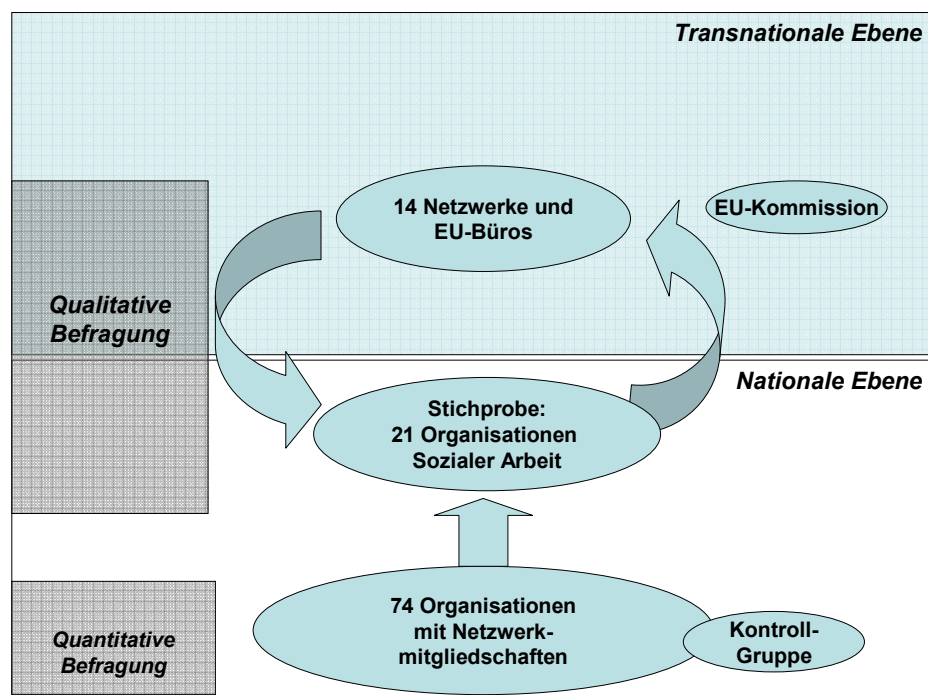 Transnationale Ebene
14 Netzwerke und
EU-Büros
EU-Kommission
Qualitative
Befragung
Nationale Ebene
Stichprobe:
21 Organisationen
Sozialer Arbeit
74 Organisationen
mit Netzwerk-
mitgliedschaften
Kontroll-
Gruppe
Quantitative
Befragung